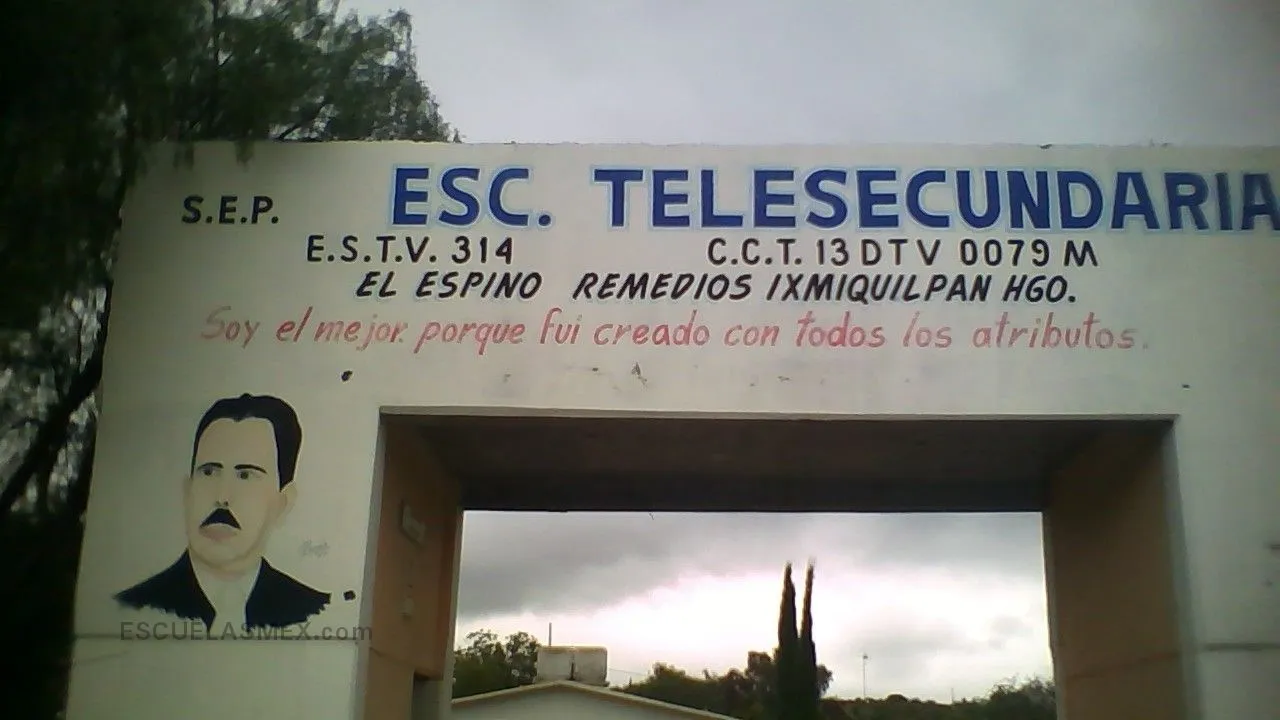 S.E.P. ESC. TELESECUNDARIA
E.S.T.V. 314 C.C.T. 13 DTV 0079 M
EL ESPINO REMEDIOS IXMIQUILPAN HGO.
Soy el mejor. porque fui creado con todos los atributos.
ESCUELASMEX.com